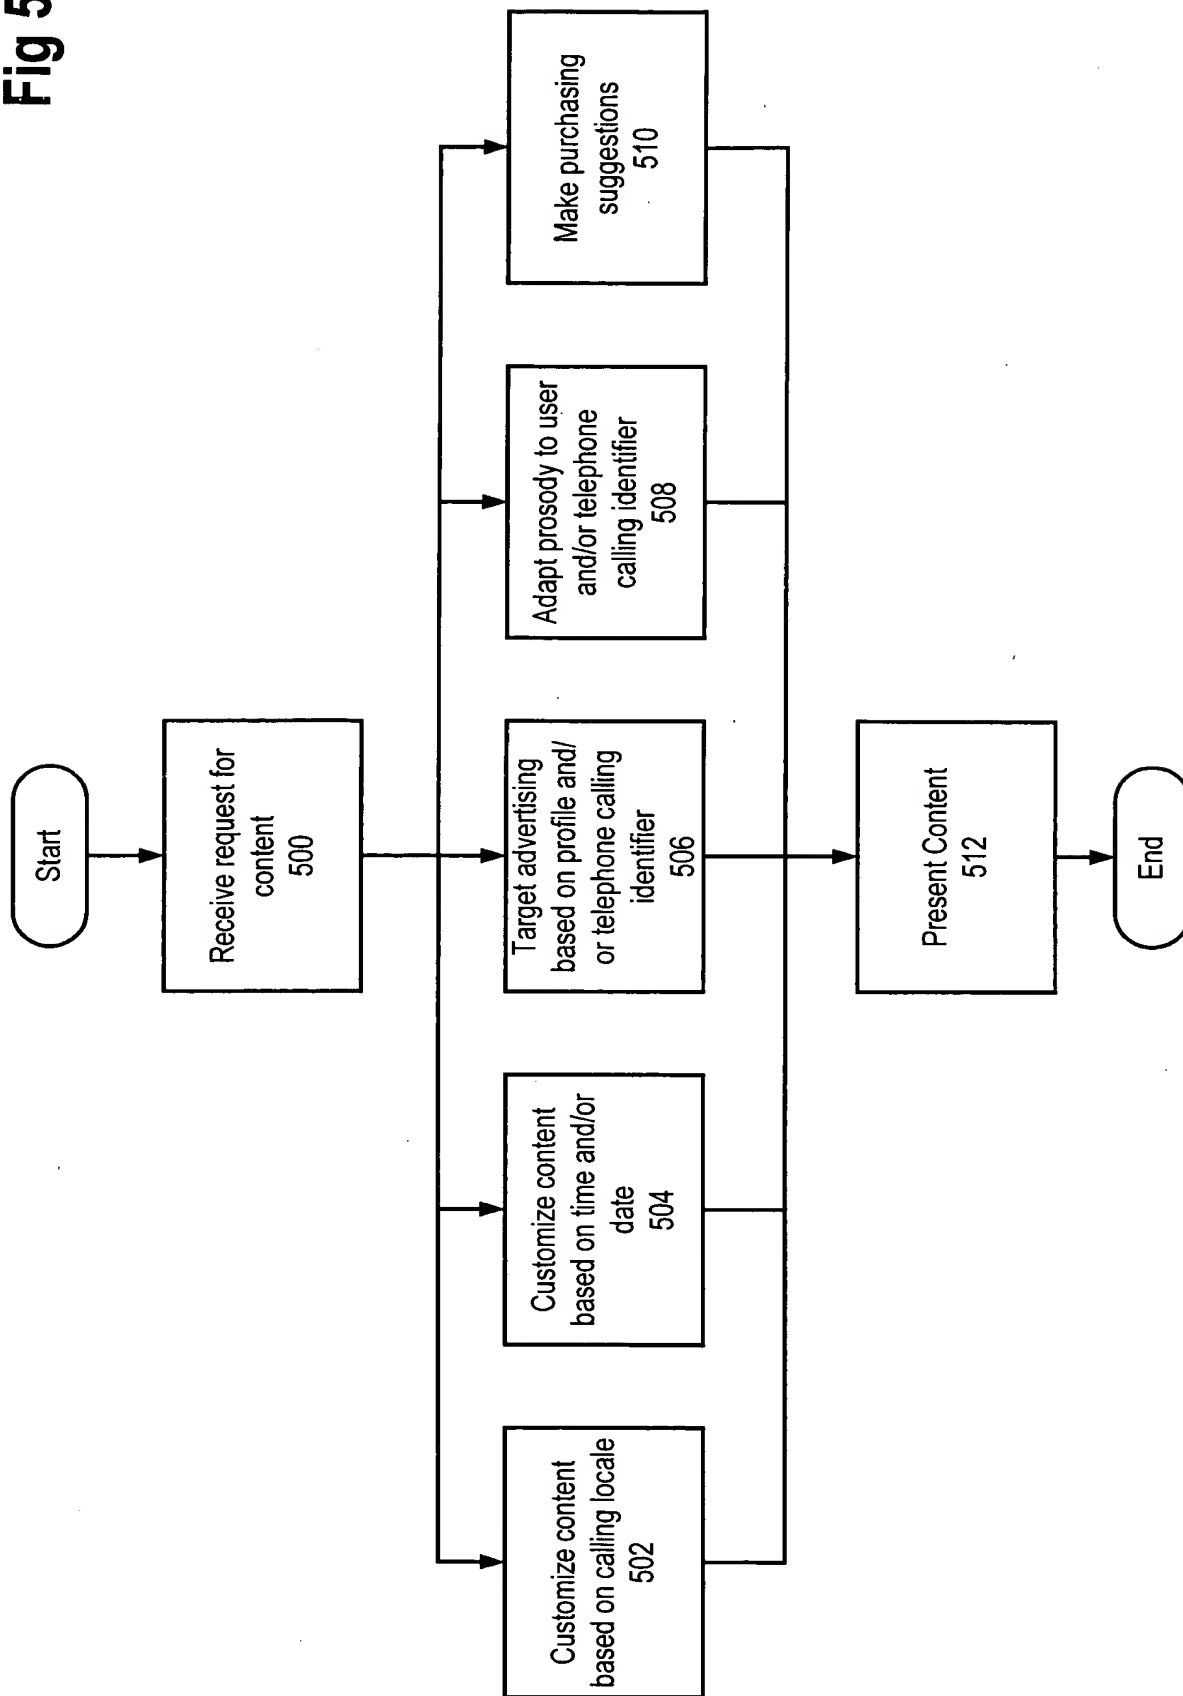 Fig 5
Start
Receive request for
content
500
Customize content
based on calling locale
502
Customize content
based on time and/or
date
504
Target advertising
based on profile and/
or telephone calling
identifier
506
Adapt prosody to user
and/or telephone
calling identifier
508
Make purchasing
suggestions
510
Present Content
512
End